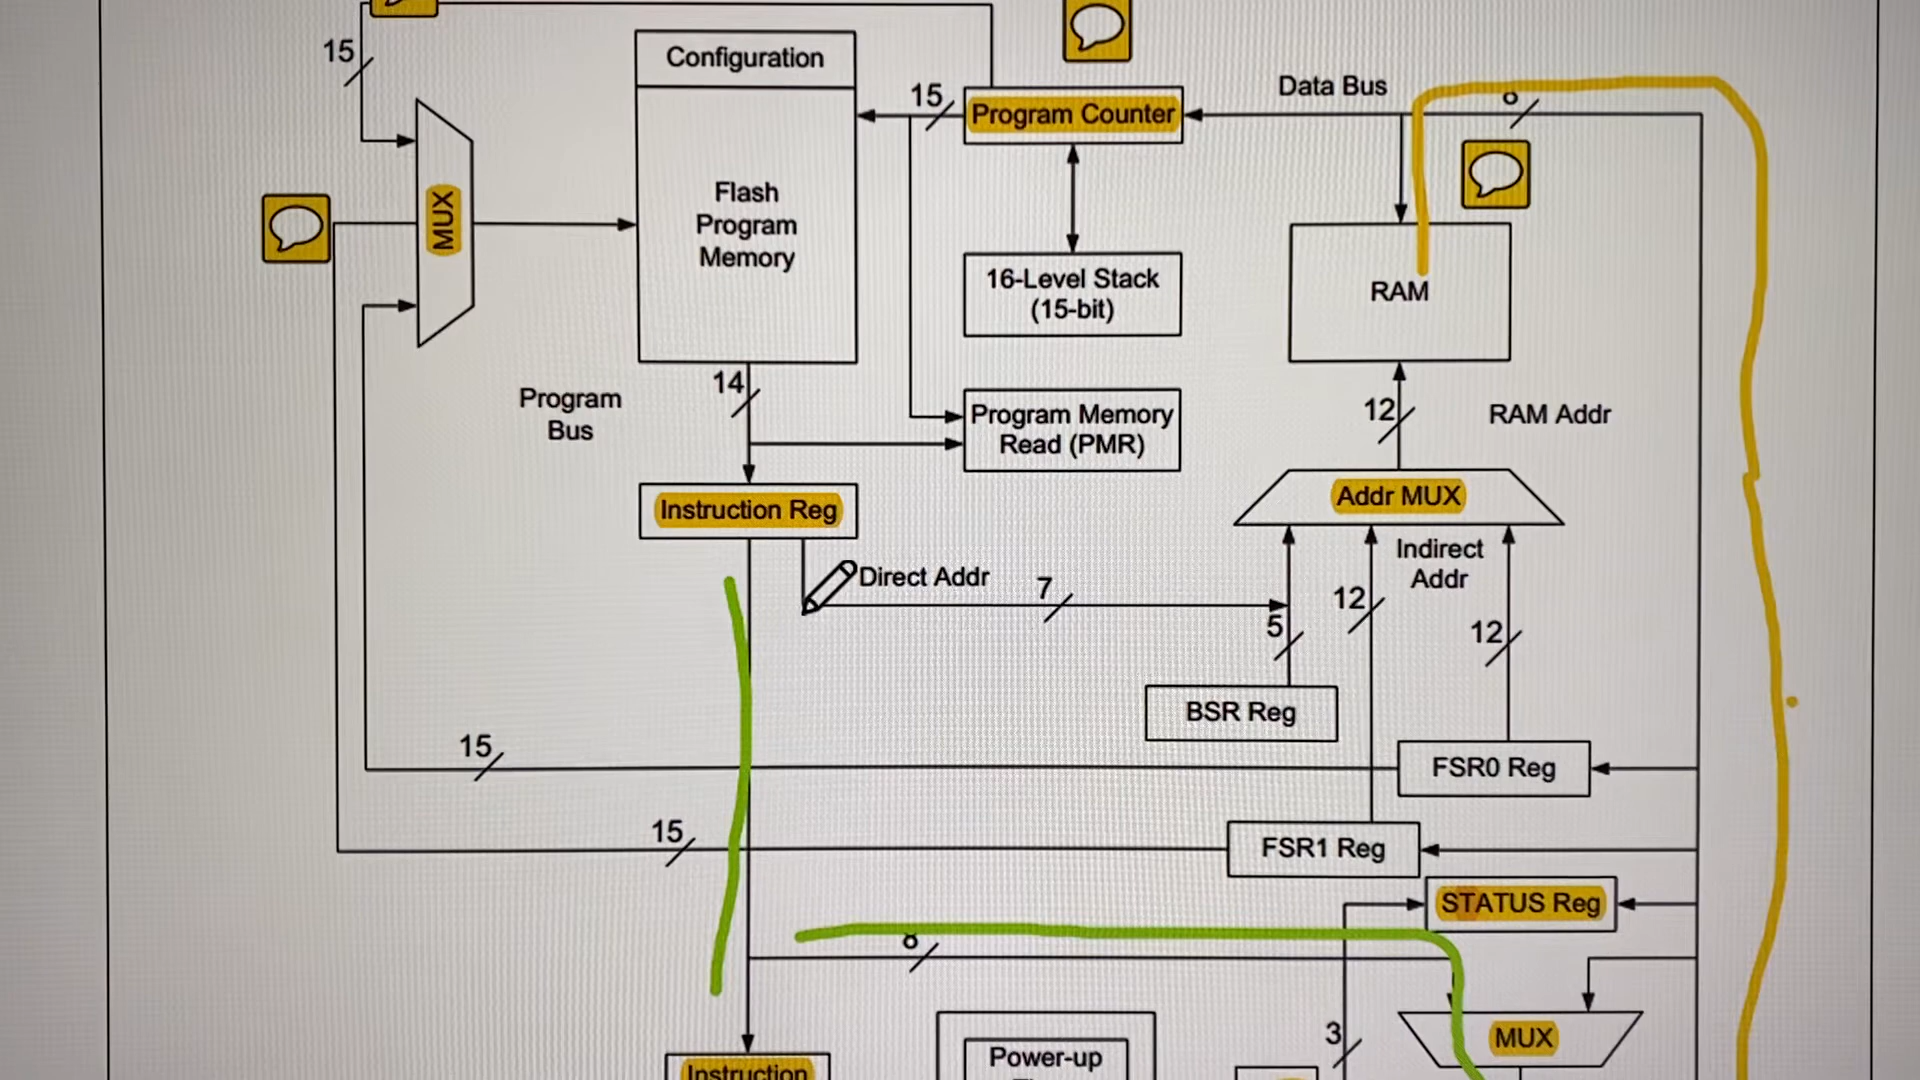 15
Configuration
Flash
Program
Memory
MUX
15
Program Counter
Data Bus
8
16-Level Stack
(15-bit)
RAM
14
Program
Bus
Program Memory
Read (PMR)
12
RAM Addr
Instruction Reg
Addr MUX
Direct Addr
7
Indirect
Addr
5
12
12
BSR Reg
15
FSR0 Reg
15
FSR1 Reg
STATUS Reg
8
3
MUX
Power-up
Instruction